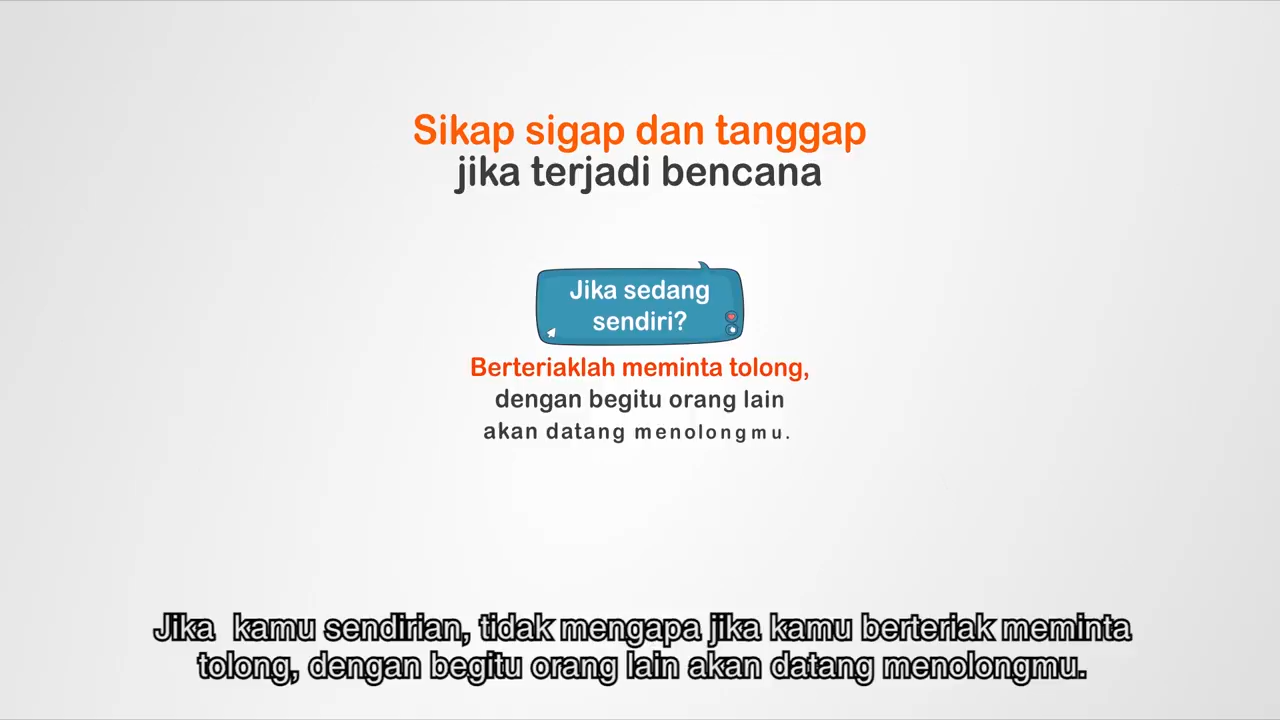 Sikap sigap dan tanggap
jika terjadi bencana
Jika sedang
sendiri?
Berteriaklah meminta tolong,
dengan begitu orang lain
akan datang menolongmu.
Jika kamu sendirian, tidak mengapa jika kamu berteriak meminta
tolong, dengan begitu orang lain akan datang menolongmu.